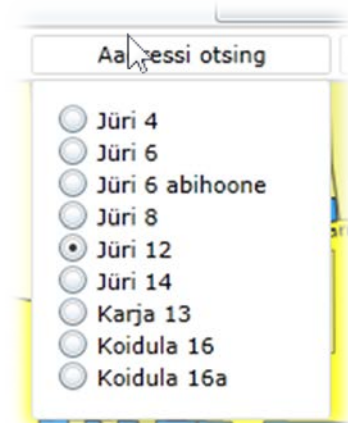 Aadressi otsing
Jüri 4
Jüri 6
Jüri 6 abihoone
Jüri 8
Jüri 12
Jüri 14
Karja 13
Koidula 16
Koidula 16a